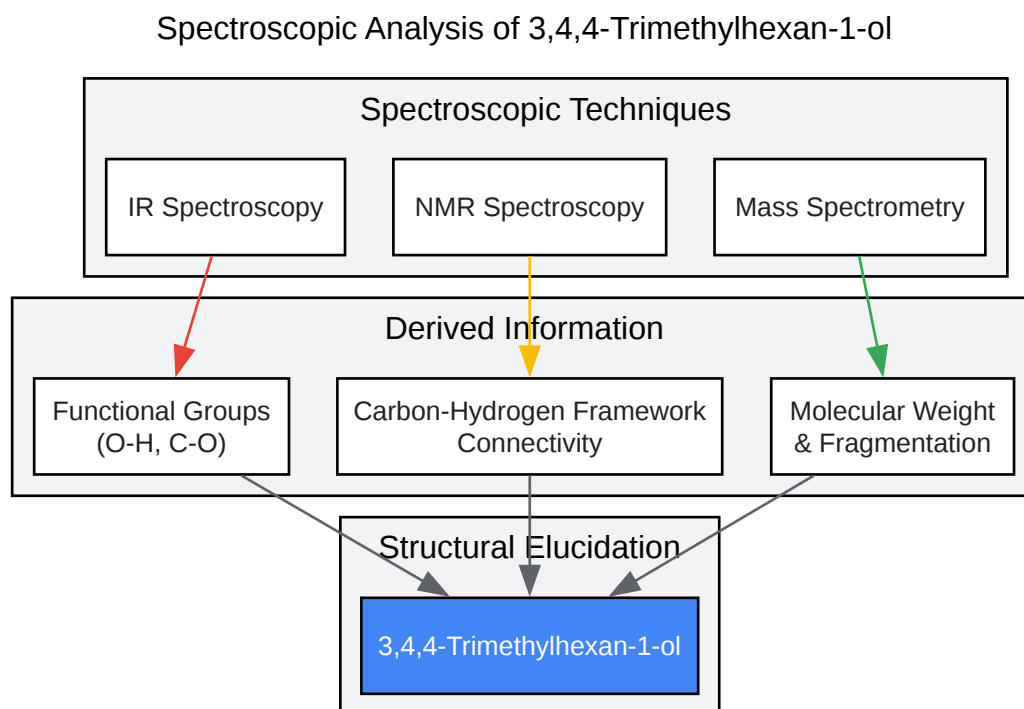 Spectroscopic Analysis of 3,4,4-Trimethylhexan-1-ol
Spectroscopic Techniques
IR Spectroscopy
NMR Spectroscopy
Mass Spectrometry
Derived Information
Functional Groups
(O-H, C-O)
Carbon-Hydrogen Framework
Connectivity
Molecular Weight
& Fragmentation
Structural Elucidation
3,4,4-Trimethylhexan-1-ol